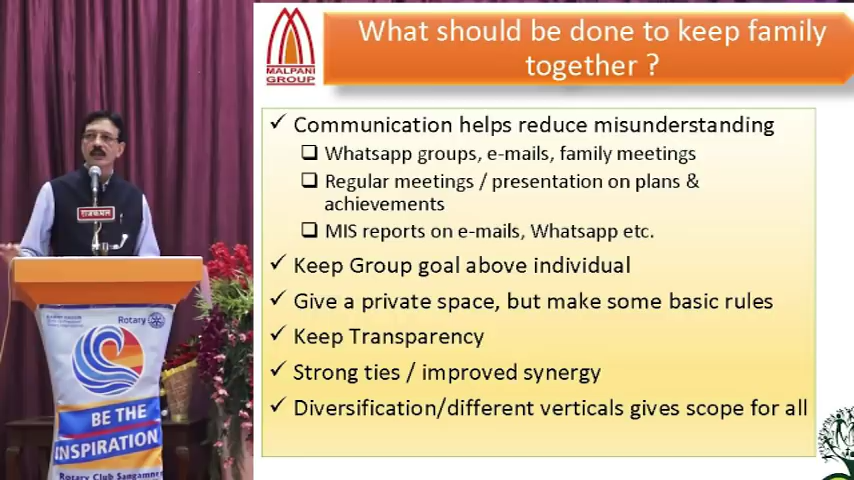 What should be done to keep family
together ?
MALPANI
GROUP
✓ Communication helps reduce misunderstanding
❑ Whatsapp groups, e-mails, family meetings
❑ Regular meetings / presentation on plans &
achievements
❑ MIS reports on e-mails, Whatsapp etc.
✓ Keep Group goal above individual
✓ Give a private space, but make some basic rules
✓ Keep Transparency
✓ Strong ties / improved synergy
✓ Diversification/different verticals gives scope for all
राजकमल
Rotary
BE THE
INSPIRATION
Rotary Club Sangamner